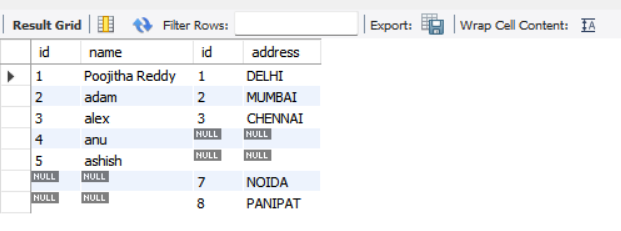 Result Grid Filter Rows: Export: Wrap Cell Content: IA
id name id address
1 Poojitha Reddy 1 DELHI
2 adam 2 MUMBAI
3 alex 3 CHENNAI
4 anu NULL NULL
5 ashish NULL NULL
NULL NULL 7 NOIDA
NULL NULL 8 PANIPAT